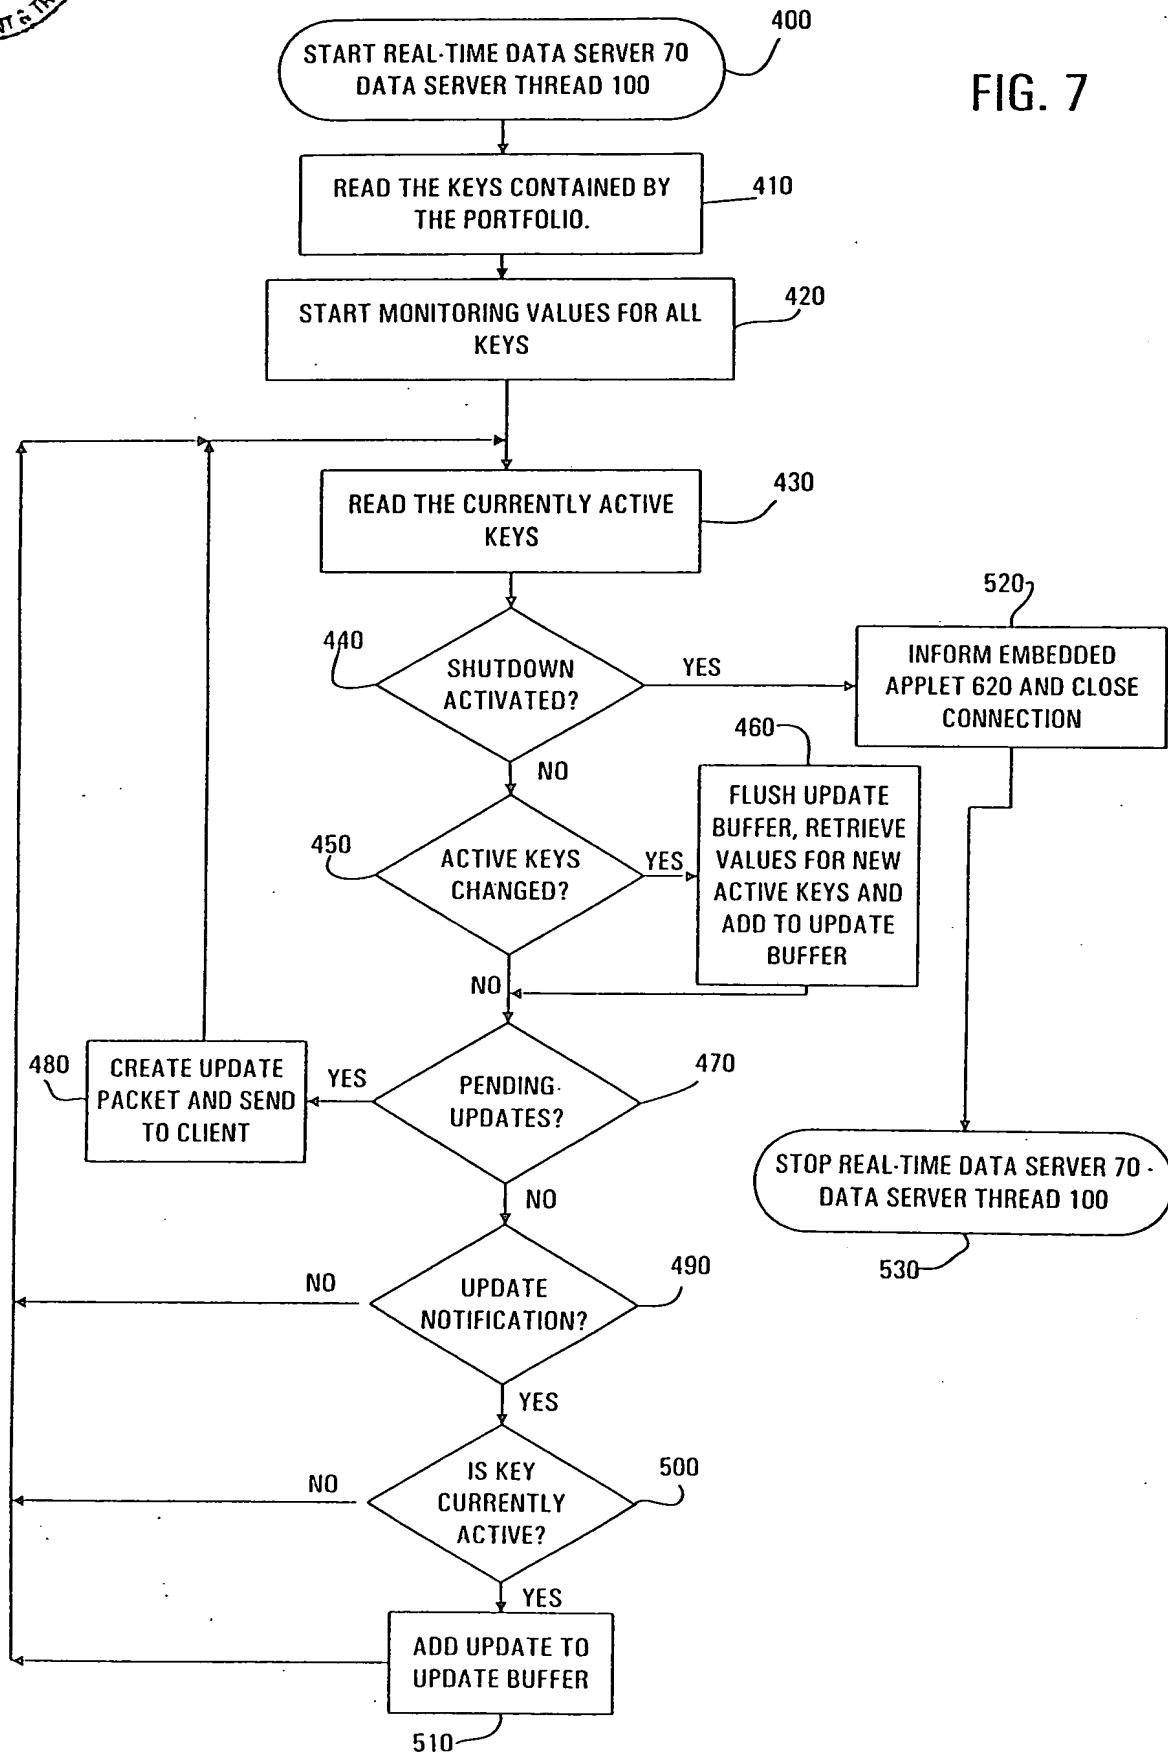 NT & TR
400
START REAL-TIME DATA SERVER 70
DATA SERVER THREAD 100
FIG. 7
READ THE KEYS CONTAINED BY
THE PORTFOLIO.
410
START MONITORING VALUES FOR ALL
KEYS
420
READ THE CURRENTLY ACTIVE
KEYS
430
440
SHUTDOWN
ACTIVATED?
YES
NO
520
INFORM EMBEDDED
APPLET 620 AND CLOSE
CONNECTION
450
ACTIVE KEYS
CHANGED?
YES
NO
460
FLUSH UPDATE
BUFFER, RETRIEVE
VALUES FOR NEW
ACTIVE KEYS AND
ADD TO UPDATE
BUFFER
480
CREATE UPDATE
PACKET AND SEND
TO CLIENT
YES
PENDING-
UPDATES?
470
NO
STOP REAL-TIME DATA SERVER 70 -
DATA SERVER THREAD 100
530
NO
UPDATE
NOTIFICATION?
490
YES
NO
IS KEY
CURRENTLY
ACTIVE?
500
YES
ADD UPDATE TO
UPDATE BUFFER
510